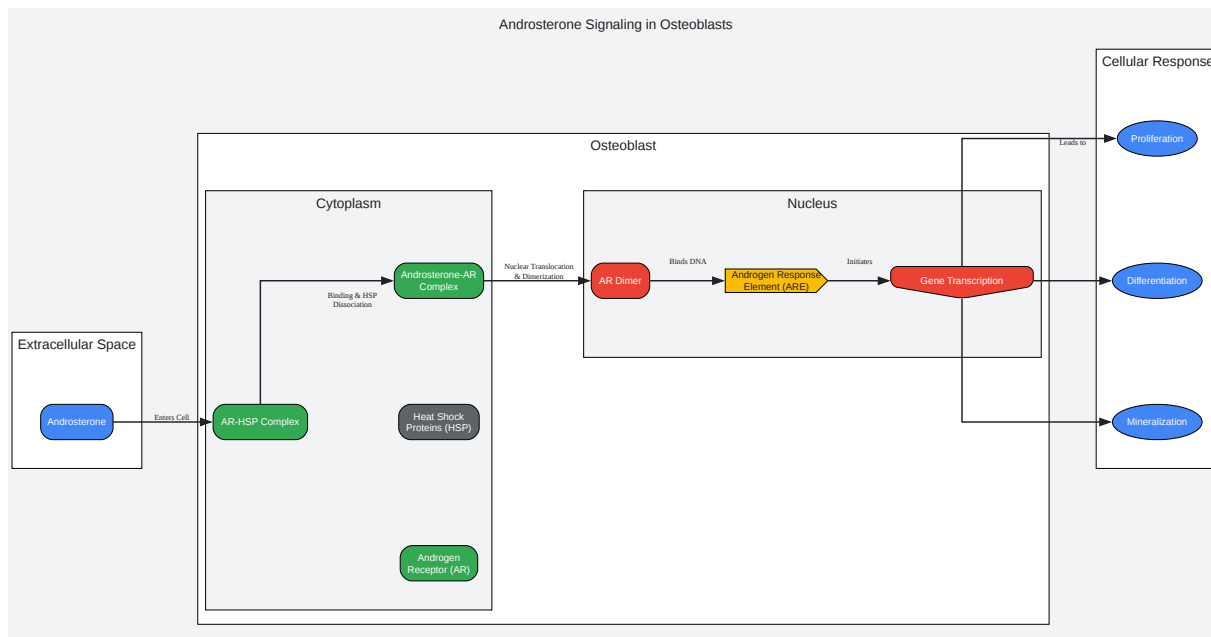 Androsterone Signaling in Osteoblasts
Cellular Response
Proliferation
Leads to
Osteoblast
Cytoplasm
Nucleus
Androsterone-AR
Complex
Nuclear Translocation
& Dimerization
AR Dimer
Binds DNA
Androgen Response
Element (ARE)
Initiates
Gene Transcription
Differentiation
Binding & HSP
Dissociation
Extracellular Space
Androsterone
Enters Cell
AR-HSP Complex
Heat Shock
Proteins (HSP)
Mineralization
Androgen
Receptor (AR)